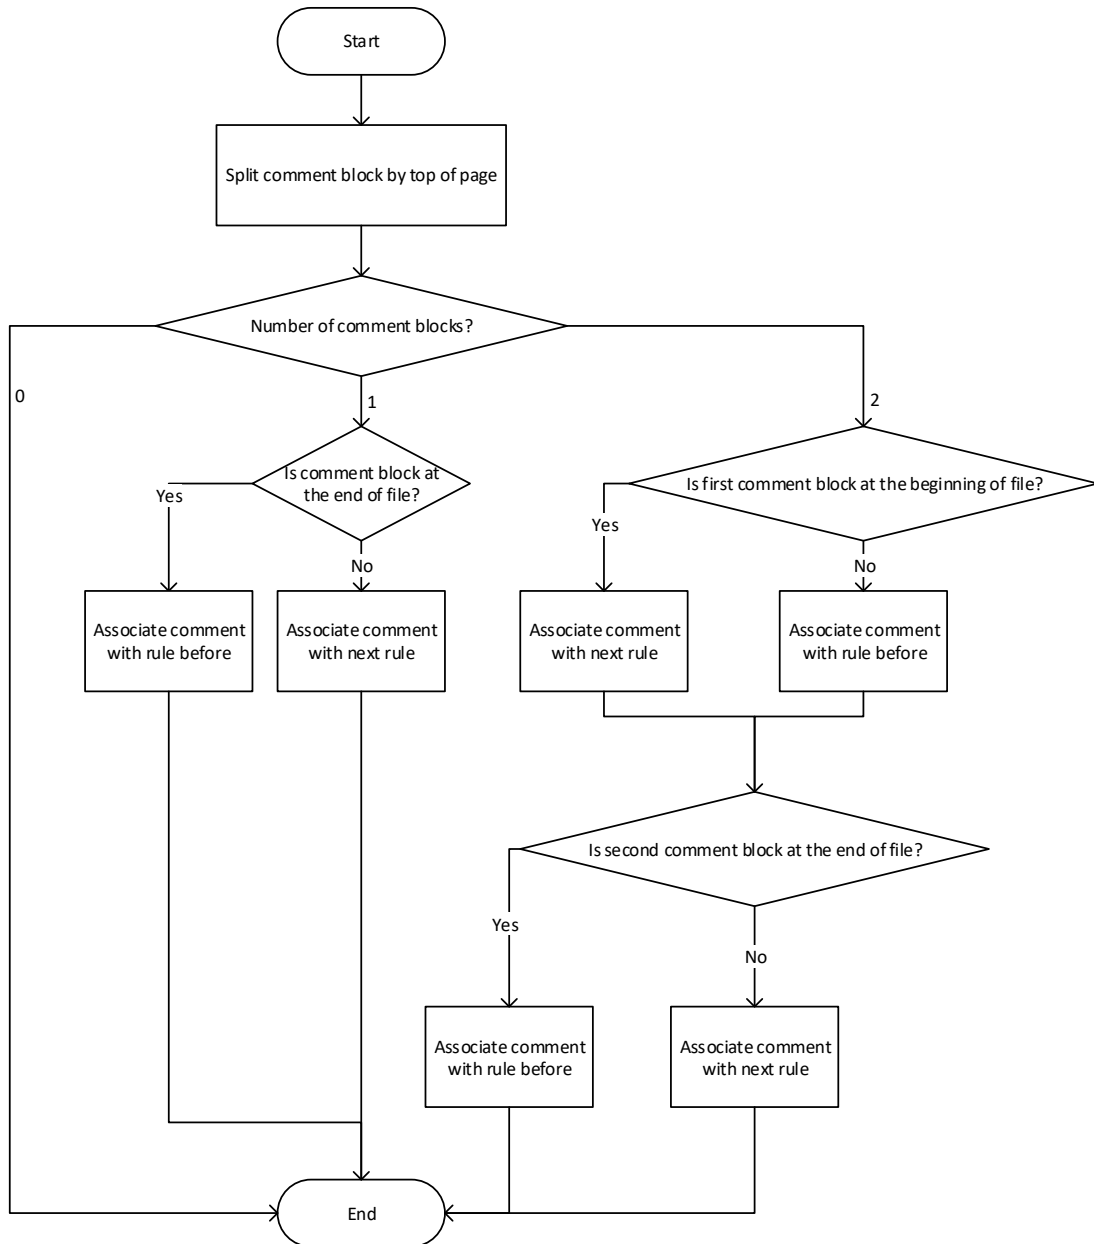 Start
Split comment block by top of page
Number of comment blocks?
0
1
2
Is comment block at
the end of file?
Is first comment block at the beginning of file?
Yes
Yes
No
No
Associate comment
with rule before
Associate comment
with next rule
Associate comment
with next rule
Associate comment
with rule before
Is second comment block at the end of file?
Yes
No
Associate comment
with rule before
Associate comment
with next rule
End